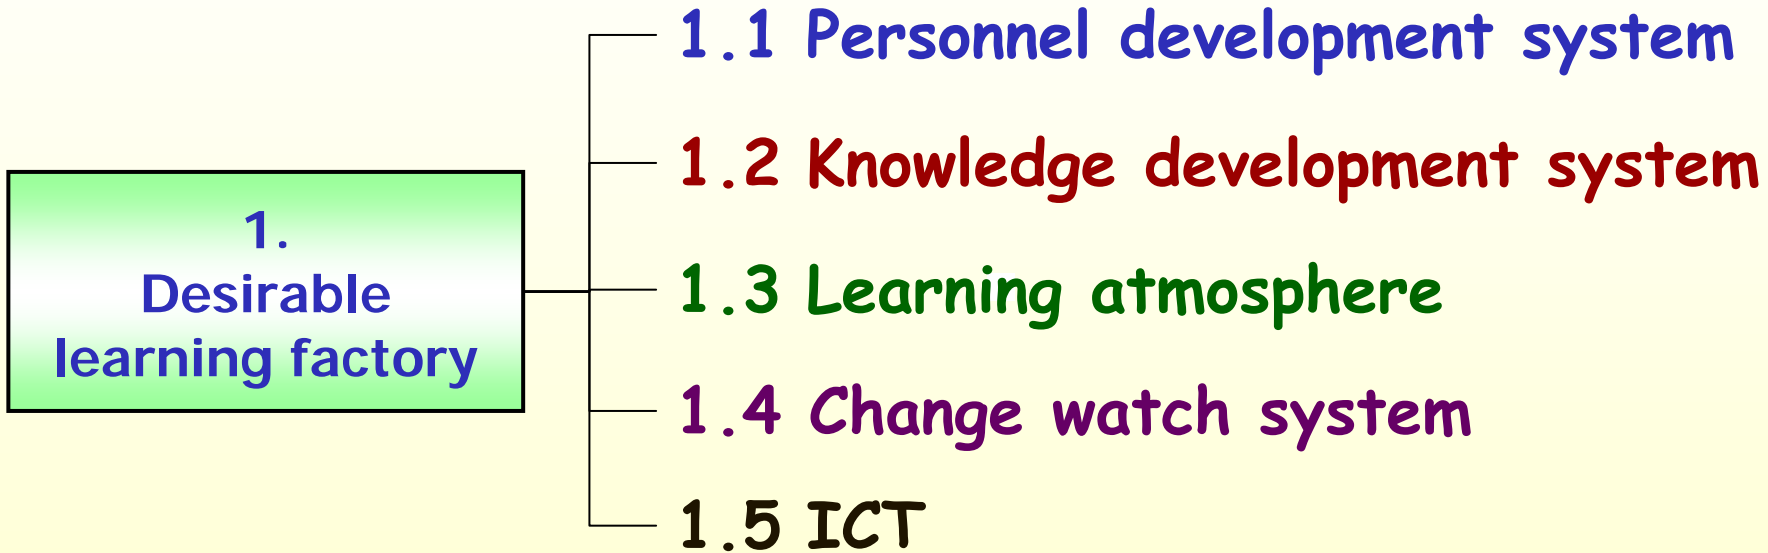 1.
Desirable
learning factory
1.1 Personnel development system
1.2 Knowledge development system
1.3 Learning atmosphere
1.4 Change watch system
1.5 ICT